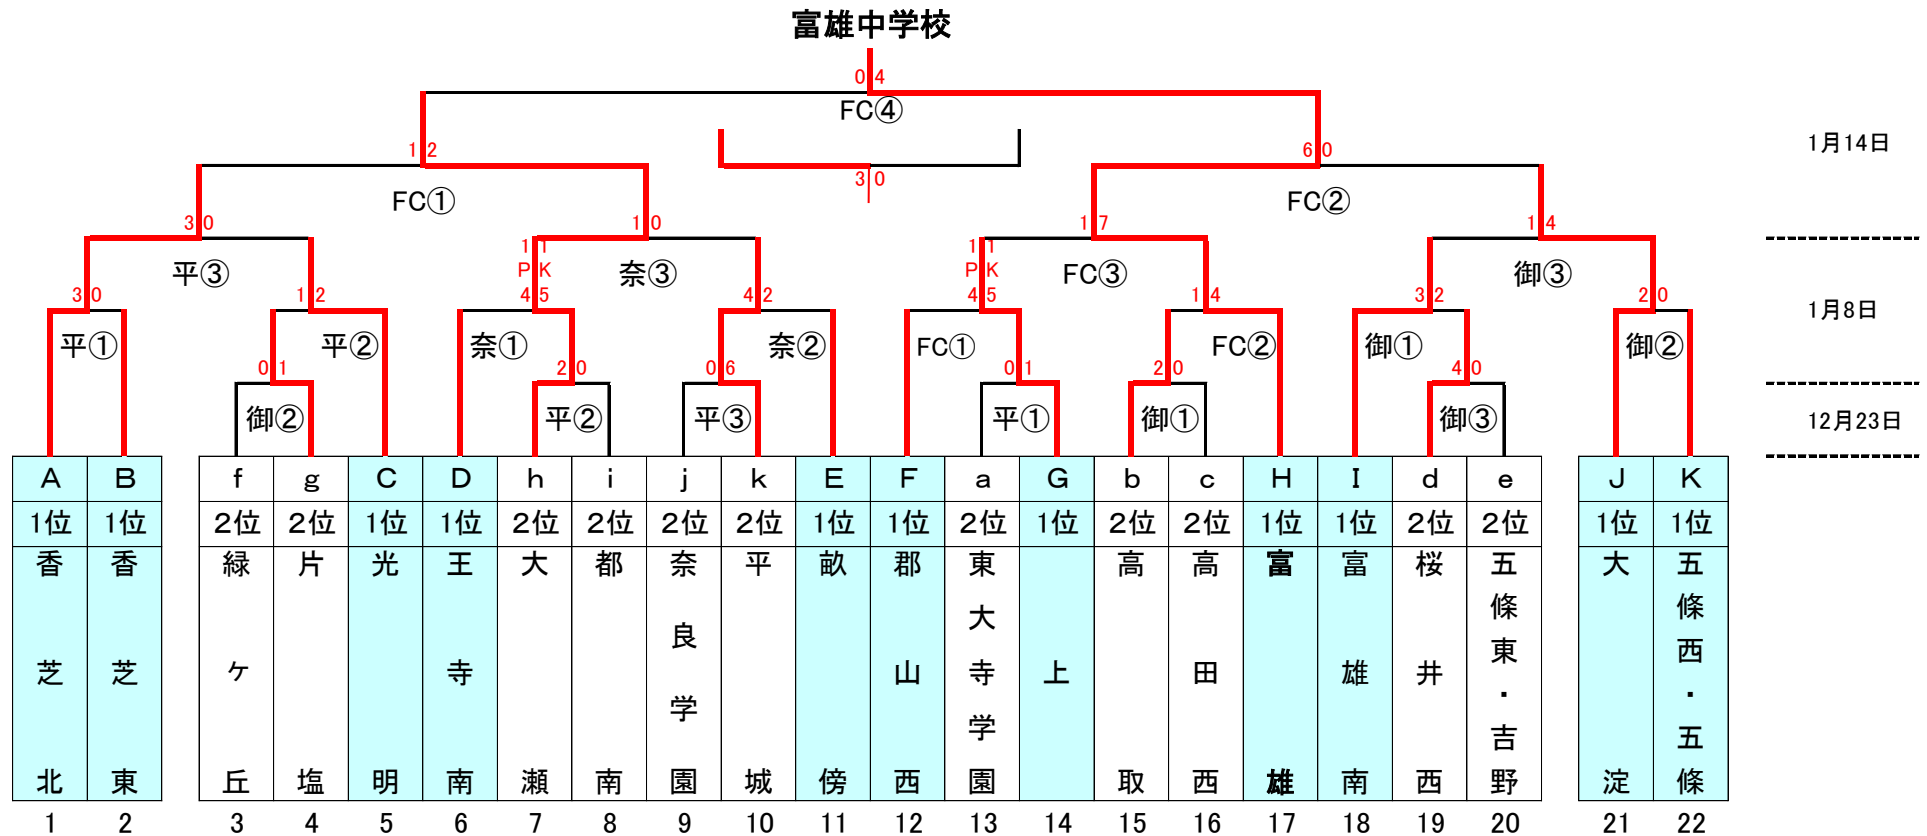 富雄中学校
0 4
FC④
1月14日
1 2
6 0
3 0
FC①
FC②
3 0
1 0
1 7
1 4
1 1
1 1
平③
P K
奈③
P K
FC③
御③
3 0
1 2
4 5
4 2
4 5
1 4
3 2
2 0
1月8日
平①
平②
奈①
奈②
FC①
FC②
御①
御②
0 1
2 0
0 6
0 1
2 0
4 0
御②
平②
平③
平①
御①
御③
12月23日
A B f g C D h i j k E F a G b c H I d e J K
1位 1位 2位 2位 1位 1位 2位 2位 2位 2位 1位 1位 2位 1位 2位 2位 1位 1位 2位 2位 1位 1位
香芝北
香芝東
緑ヶ丘
片塩
光明
王寺南
大瀬
都南
奈良学園
平城
畝傍
郡山西
東大寺学園
上
高取
高田西
富雄
富雄南
桜井西
五條東・吉野
大淀
五條西・五條
1 2 3 4 5 6 7 8 9 10 11 12 13 14 15 16 17 18 19 20 21 22